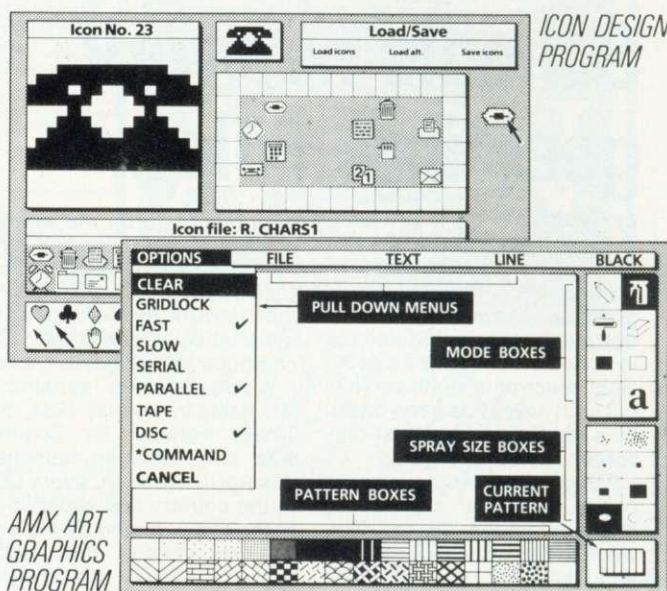 Icon No. 23
Load/Save
Load icons Load alt. Save icons
ICON DESIGN
PROGRAM
21
Icon file: R. CHARS1
OPTIONS FILE TEXT LINE BLACK
CLEAR
GRIDLOCK
FAST
SLOW
SERIAL
PARALLEL
TAPE
DISC
*COMMAND
CANCEL
PULL DOWN MENUS
MODE BOXES
a
SPRAY SIZE BOXES
PATTERN BOXES
CURRENT
PATTERN
AMX ART
GRAPHICS
PROGRAM